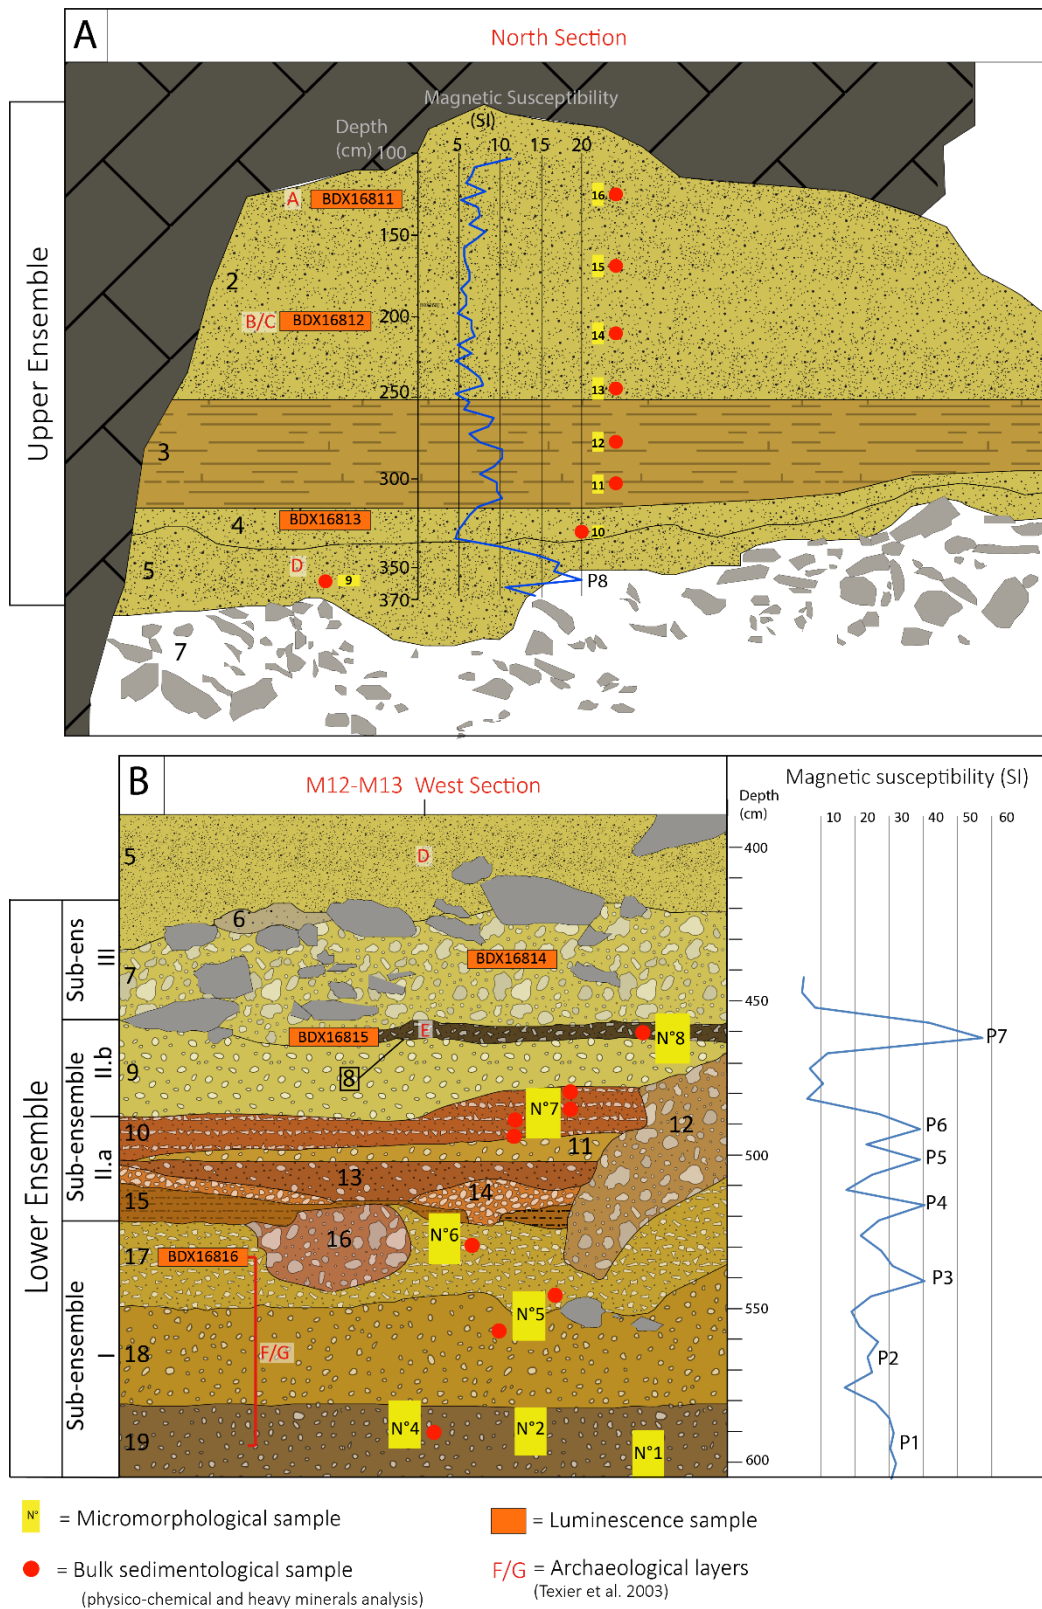 A
North Section
Magnetic Susceptibility
(SI)
Depth
(cm)
100
5
10
15
20
A
BDX16811
16
150
15
2
B/C
BDX16812
200
14
13
250
12
3
300
11
4
BDX16813
10
5
D
9
350
P8
370
7
Upper Ensemble
B
M12-M13 West Section
Depth
(cm)
Magnetic susceptibility (SI)
10
20
30
40
50
60
5
D
400
6
BDX16814
7
450
BDX16815
E
N°8
P7
8
9
N°7
12
P6
10
11
500
P5
13
14
15
P4
16
N°6
17
BDX16816
P3
N°5
550
F/G
18
P2
N°4
N°2
19
N°1
P1
600
Lower Ensemble
Sub-ens
III
Sub-ensemble
II.b
II.a
Sub-ensemble
I
N°
= Micromorphological sample
= Luminescence sample
= Bulk sedimentological sample
(physico-chemical and heavy minerals analysis)
F/G = Archaeological layers
(Texier et al. 2003)